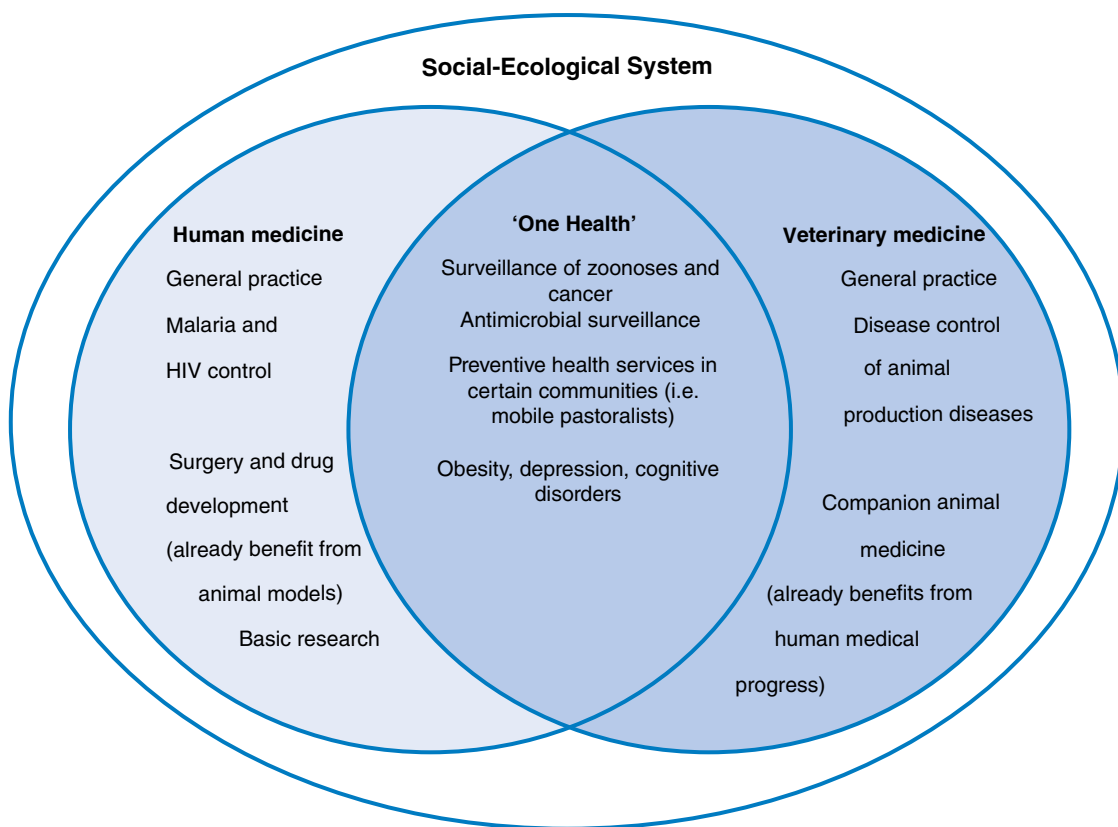 Social-Ecological System
Human medicine
General practice
Malaria and
HIV control
Surgery and drug
development
(already benefit from
animal models)
Basic research
‘One Health’
Surveillance of zoonoses and
cancer
Antimicrobial surveillance
Preventive health services in
certain communities (i.e.
mobile pastoralists)
Obesity, depression, cognitive
disorders
Veterinary medicine
General practice
Disease control
of animal
production diseases
Companion animal
medicine
(already benefits from
human medical
progress)